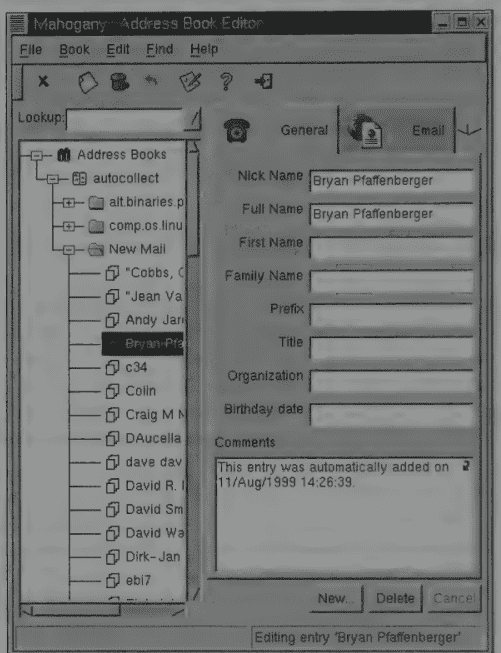 Mahogany - Address Book Editor
File Book Edit Find Help
Lookup:
General
Email
Address Books
autocollect
alt.binaries.p
comp.os.linu
New Mail
"Cobbs, C
"Jean Va
Andy Jar
Bryan Pfa
c34
Colin
Craig M N
DAucella
dave dav
David R.
David Sm
David Wa
Dirk-Jan
ebi7
Nick Name Bryan Pfaffenberger
Full Name Bryan Pfaffenberger
First Name
Family Name
Prefix
Title
Organization
Birthday date
Comments
This entry was automatically added on
11/Aug/1999 14:26:39.
New... Delete Cancel
Editing entry 'Bryan Pfaffenberger'